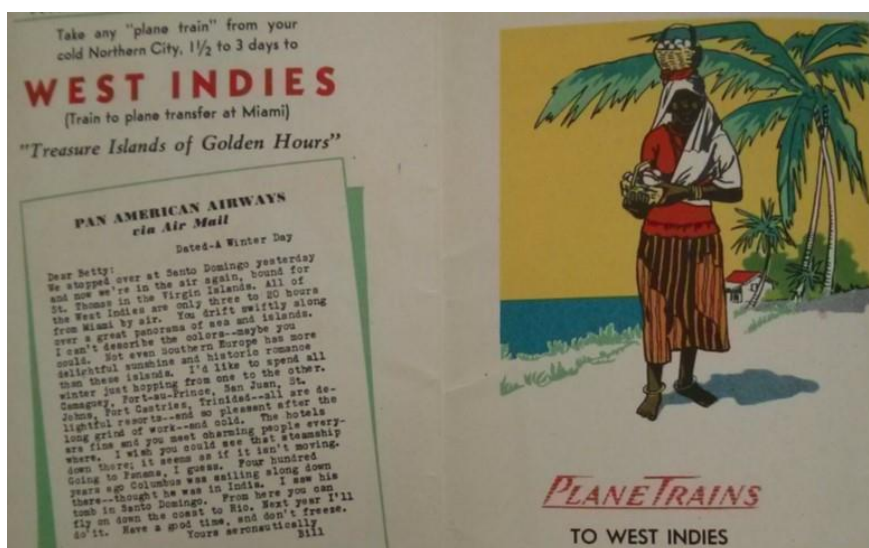 Take any "plane train" from your
cold Northern City. 1½ to 3 days to
WEST INDIES
(Train to plane transfer at Miami)
"Treasure Islands of Golden Hours"
PAN AMERICAN AIRWAYS
via Air Mail
Dated-A Winter Day
Dear Betty:
We stopped over at Santo Domingo yesterday
and now we're in the air again, bound for
St. Thomas in the Virgin Islands. All of
the West Indies are only three to 20 hours
from Miami by air. You drift swiftly along
over a great panorama of sea and islands.
I can't describe the colors--maybe you
could. Not even Southern Europe has more
delightful sunshine and historic romance
than these islands. I'd like to spend all
winter just hopping from one to the other.
Camaguey, Port-au-Prince, San Juan, St.
Johns, Port Castries, Trinidad--all are de-
lightful resorts--and so pleasant after the
long grind of work--and cold. The hotels
are fine and you meet charming people every-
where. I wish you could see that steamship
down there; it seems as if it isn't moving.
Going to Panama, I guess. Four hundred
years ago Columbus was sailing along down
there--thought he was in India. I saw his
tomb in Santo Domingo. From here you can
fly on down the coast to Rio. Next year I'll
do it. Have a good time, and don't freeze.
Yours aeronautically
Bill
PLANE TRAINS
TO WEST INDIES